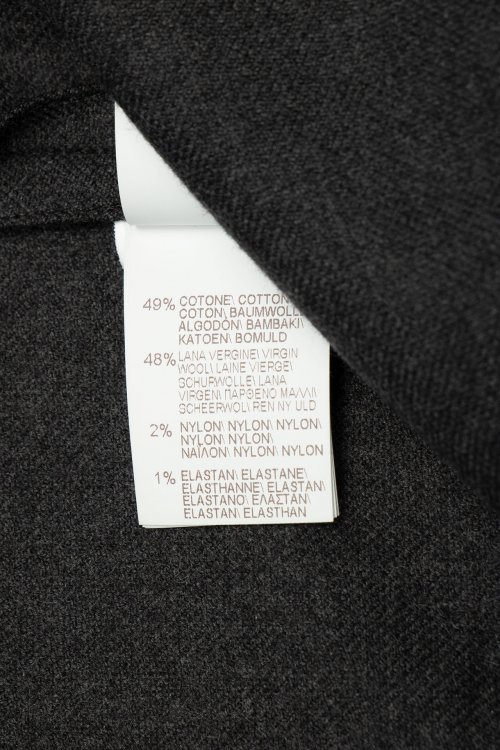 49% COTONE\ COTTON
COTON\ BAUMWOLLE
ALGODÓN\ BAMBAKI\
KATOEN\ BOMULD
48% LANA VERGINE\ VIRGIN
WOOL\ LAINE VIERGE\
SCHURWOLLE\ LANA
VIRGEN\ ΠΑΡΘΕΝΟ ΜΑΛΛΙ\
SCHEERWOL\ REN NY ULD
2% NYLON\ NYLON\ NYLON\
NYLON\ NYLON\
ΝΑΪΛΟΝ\ NYLON\ NYLON
1% ELASTAN\ ELASTANE\
ELASTHANNE\ ELASTAN\
ELASTANO\ ΕΛΑΣΤΑΝ\
ELASTAN\ ELASTHAN